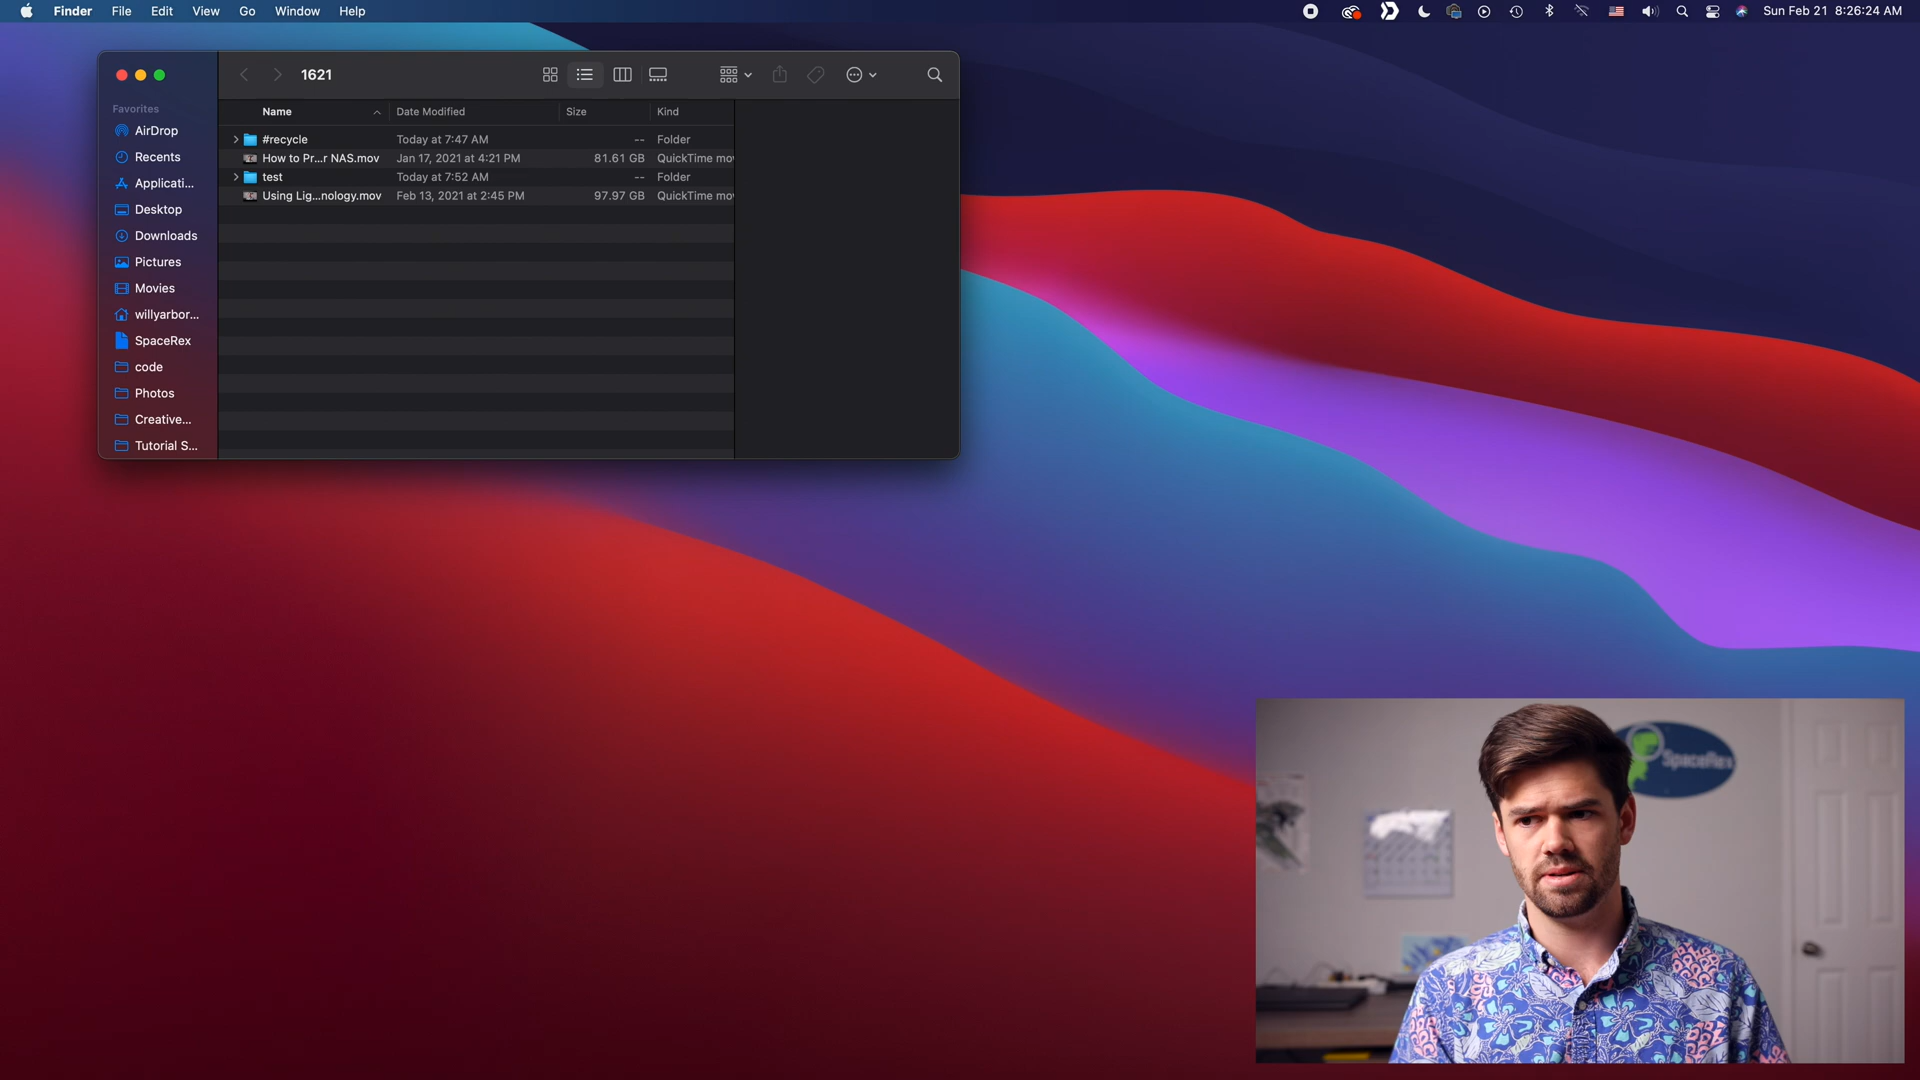 Finder File Edit View Go Window Help
Sun Feb 21 8:26:24 AM
1621
Favorites
AirDrop
Recents
Applicati...
Desktop
Downloads
Pictures
Movies
willyarbor...
SpaceRex
code
Photos
Creative...
Tutorial S...
Name Date Modified Size Kind
#recycle Today at 7:47 AM -- Folder
How to Pr...r NAS.mov Jan 17, 2021 at 4:21 PM 81.61 GB QuickTime mo
test Today at 7:52 AM -- Folder
Using Lig...nology.mov Feb 13, 2021 at 2:45 PM 97.97 GB QuickTime mo
SpaceRex